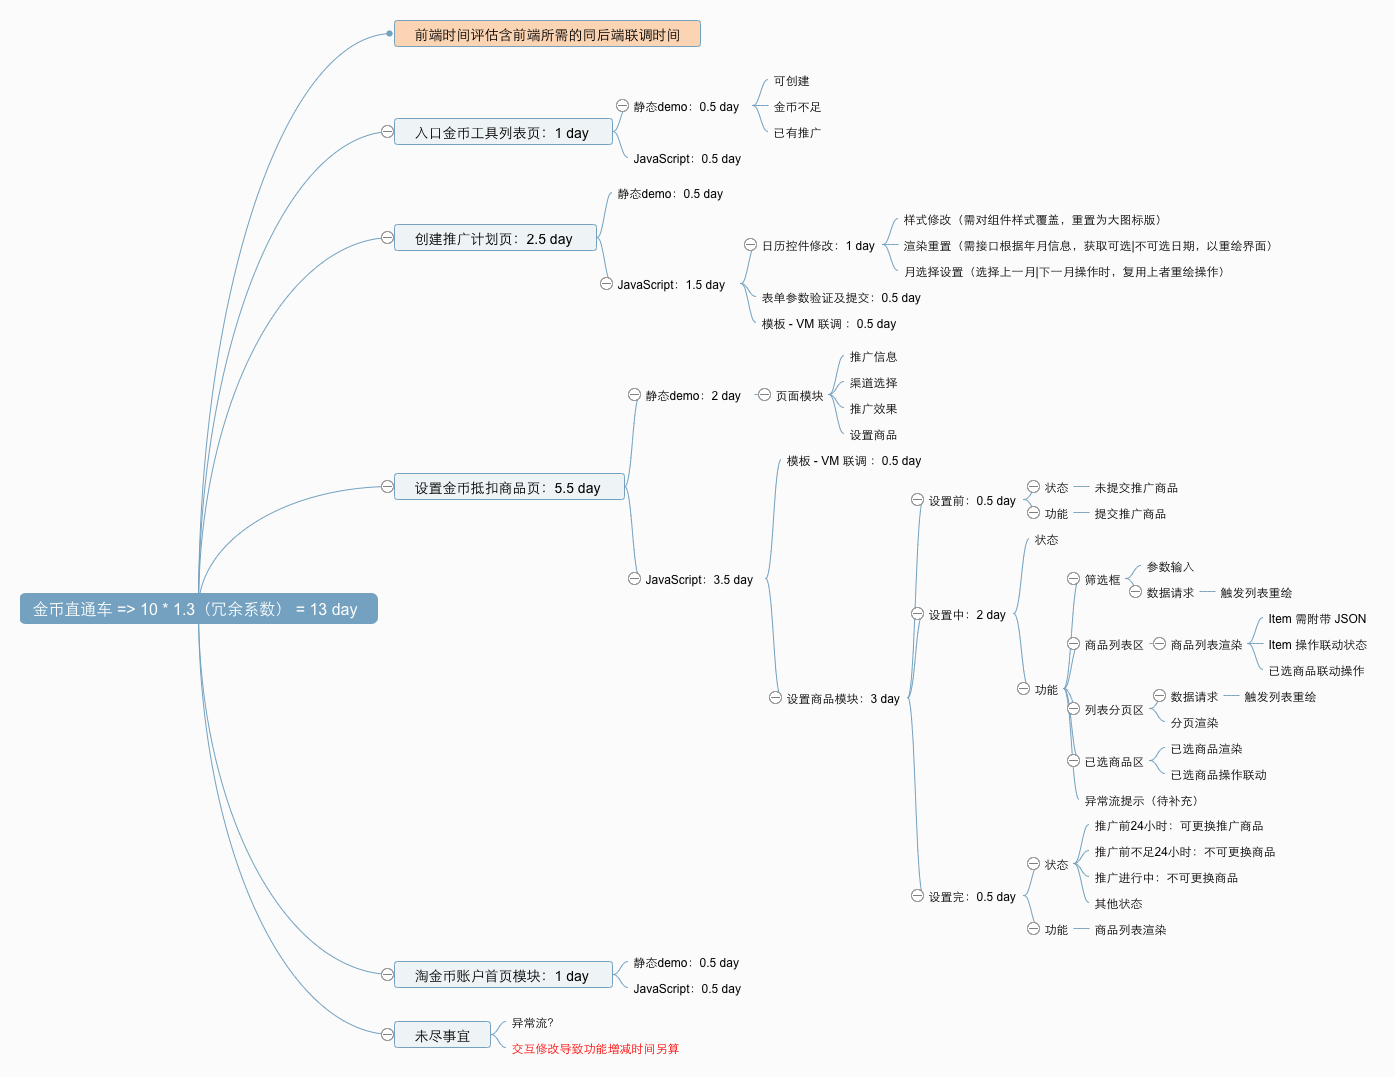 前端时间评估含前端所需的同后端联调时间
入口金币工具列表页：1 day
静态demo：0.5 day
可创建
金币不足
已有推广
JavaScript：0.5 day
创建推广计划页：2.5 day
静态demo：0.5 day
JavaScript：1.5 day
日历控件修改：1 day
样式修改（需对组件样式覆盖，重置为大图标版）
渲染重置（需接口根据年月信息，获取可选|不可选日期，以重绘界面）
月选择设置（选择上一月|下一月操作时，复用上者重绘操作）
表单参数验证及提交：0.5 day
模板 - VM 联调 ：0.5 day
设置金币抵扣商品页：5.5 day
静态demo：2 day
页面模块
推广信息
渠道选择
推广效果
设置商品
JavaScript：3.5 day
模板 - VM 联调 ：0.5 day
设置商品模块：3 day
设置前：0.5 day
状态
未提交推广商品
功能
提交推广商品
设置中：2 day
状态
功能
筛选框
参数输入
数据请求
触发列表重绘
商品列表区
商品列表渲染
Item 需附带 JSON
Item 操作联动状态
已选商品联动操作
列表分页区
数据请求
触发列表重绘
分页渲染
已选商品区
已选商品渲染
已选商品操作联动
异常流提示（待补充）
设置完：0.5 day
状态
推广前24小时：可更换推广商品
推广前不足24小时：不可更换商品
推广进行中：不可更换商品
其他状态
功能
商品列表渲染
金币直通车 => 10 * 1.3（冗余系数） = 13 day
淘金币账户首页模块：1 day
静态demo：0.5 day
JavaScript：0.5 day
未尽事宜
异常流？
交互修改导致功能增减时间另算